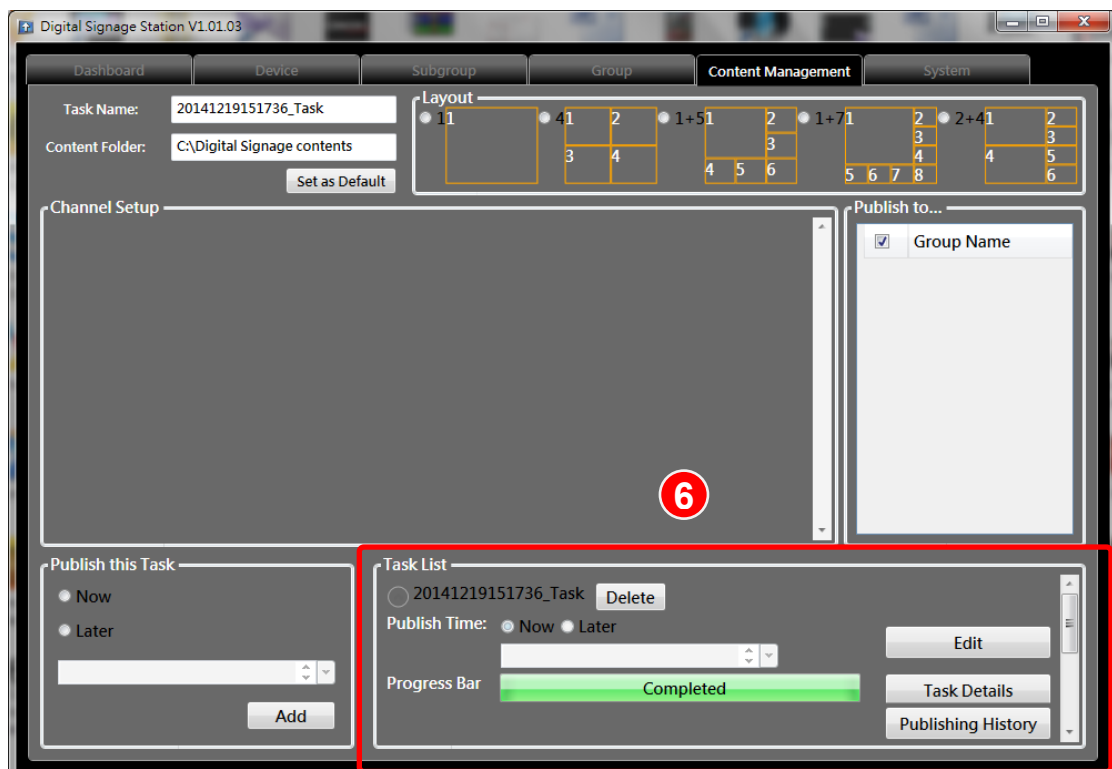 Digital Signage Station V1.01.03
Dashboard Device Subgroup Group Content Management System
Task Name: 20141219151736_Task
Content Folder: C:\Digital Signage contents
Set as Default
Layout
1 1
4 1 2 3 4
1+5 1 2 3 4 5 6
1+7 1 2 3 4 5 6 7 8
2+4 1 2 3 4 5 6
Channel Setup
Publish to...
Group Name
6
Publish this Task
Now
Later
Add
Task List
20141219151736_Task Delete
Publish Time: Now Later
Edit
Progress Bar Completed
Task Details
Publishing History